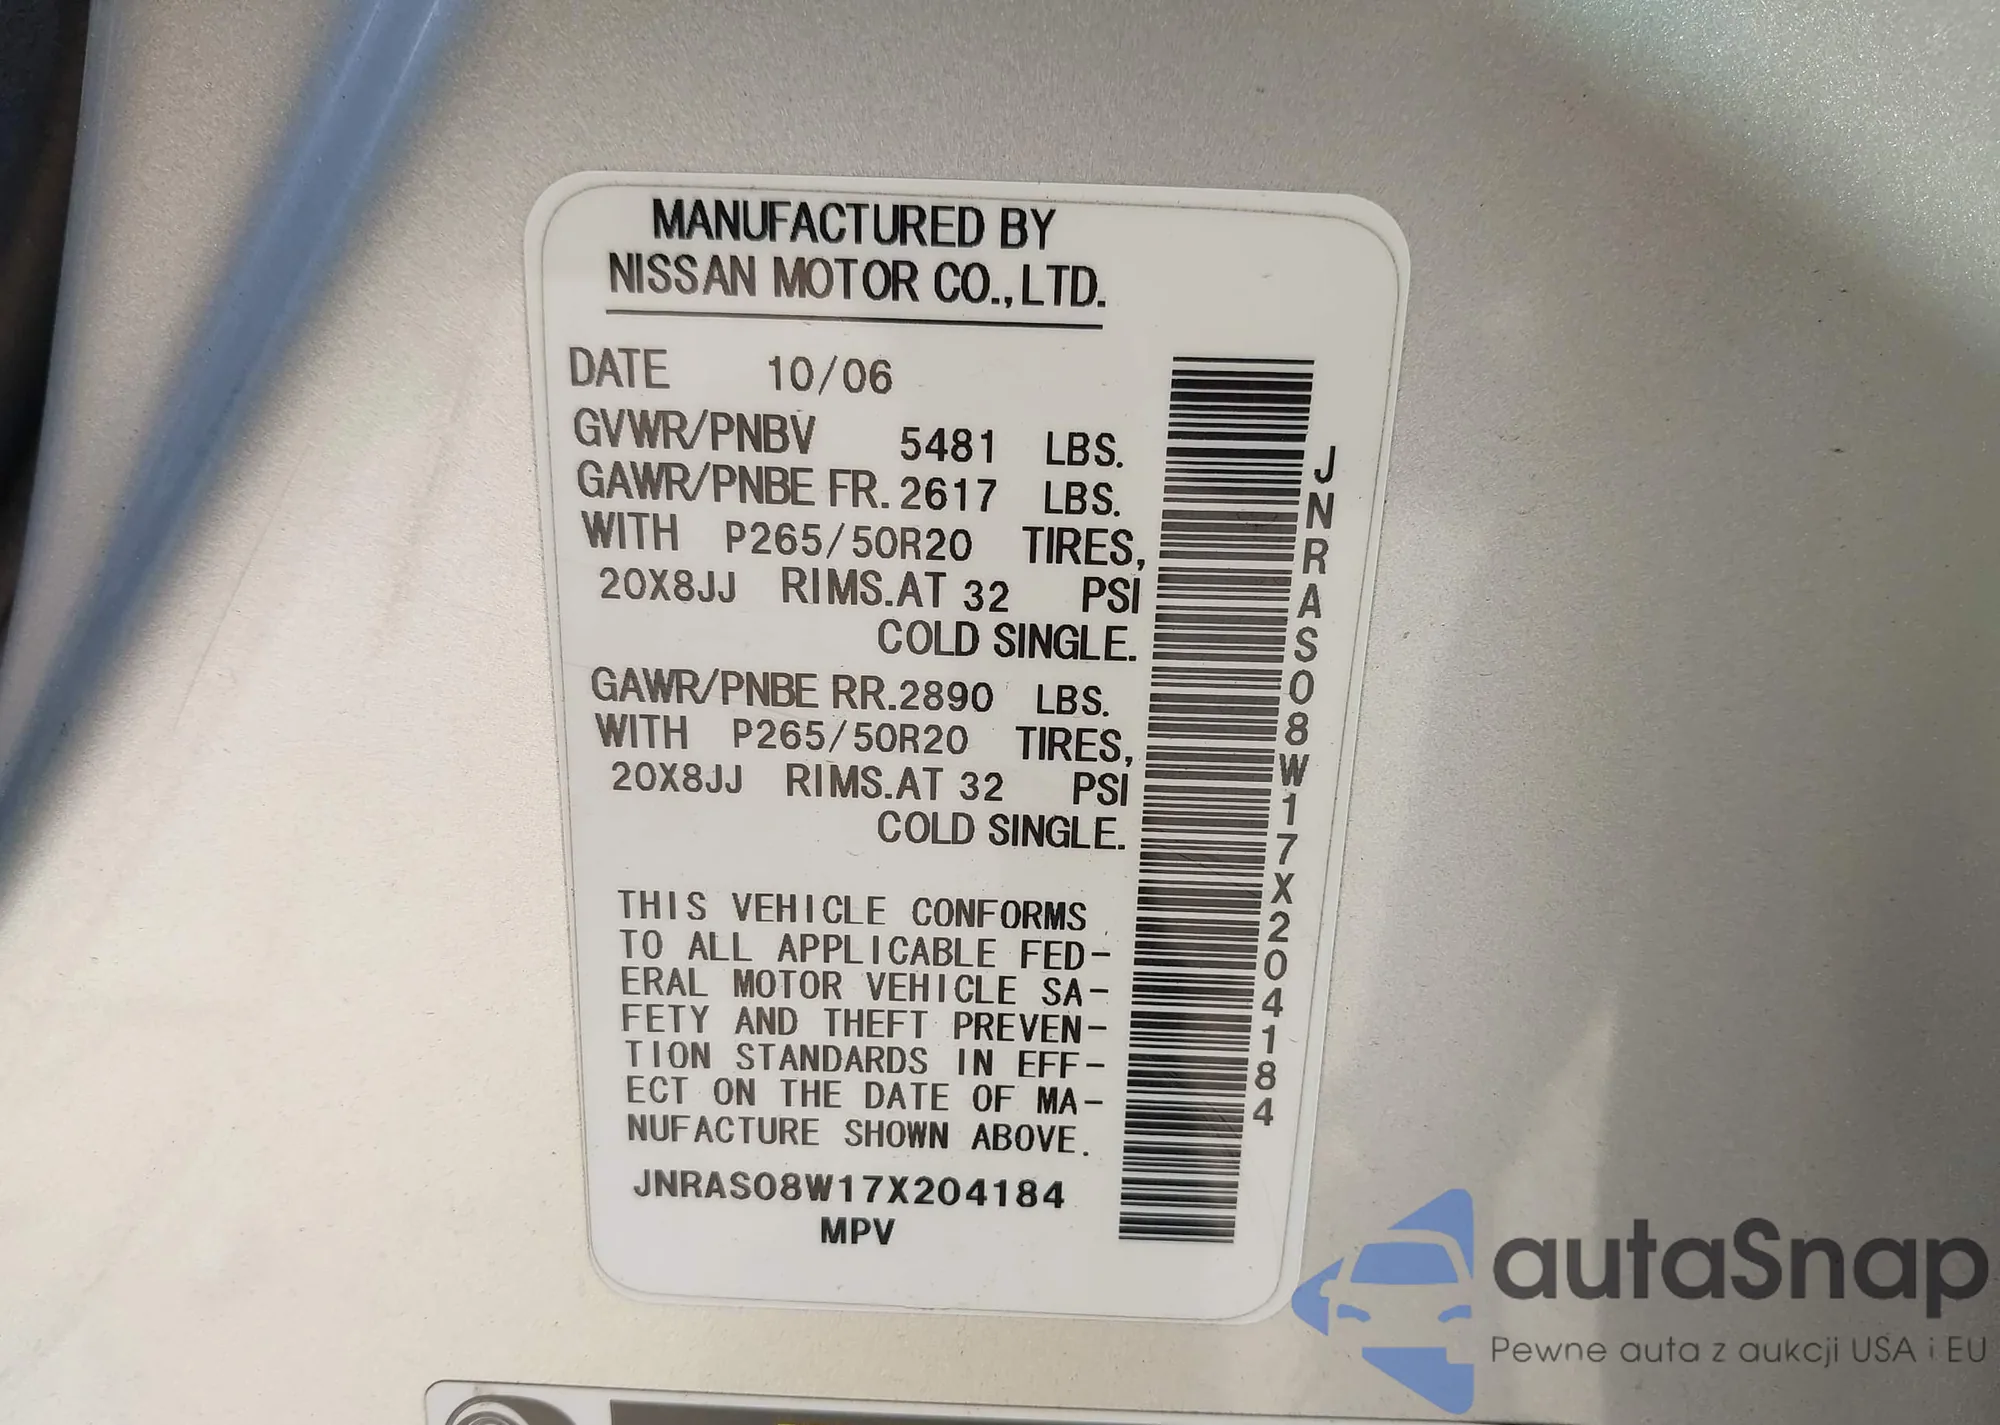 MANUFACTURED BY
NISSAN MOTOR CO.,LTD.
DATE 10/06
GVWR/PNBV 5481 LBS.
GAWR/PNBE FR. 2617 LBS.
WITH P265/50R20 TIRES,
20X8JJ RIMS.AT 32 PSI
COLD SINGLE.
GAWR/PNBE RR. 2890 LBS.
WITH P265/50R20 TIRES,
20X8JJ RIMS.AT 32 PSI
COLD SINGLE.
THIS VEHICLE CONFORMS
TO ALL APPLICABLE FED-
ERAL MOTOR VEHICLE SA-
FETY AND THEFT PREVEN-
TION STANDARDS IN EFF-
ECT ON THE DATE OF MA-
NUFACTURE SHOWN ABOVE.
JNRAS08W17X204184
MPV
JNRAS08W17X204184
autaSnap
Pewne auta z aukcji USA i EU